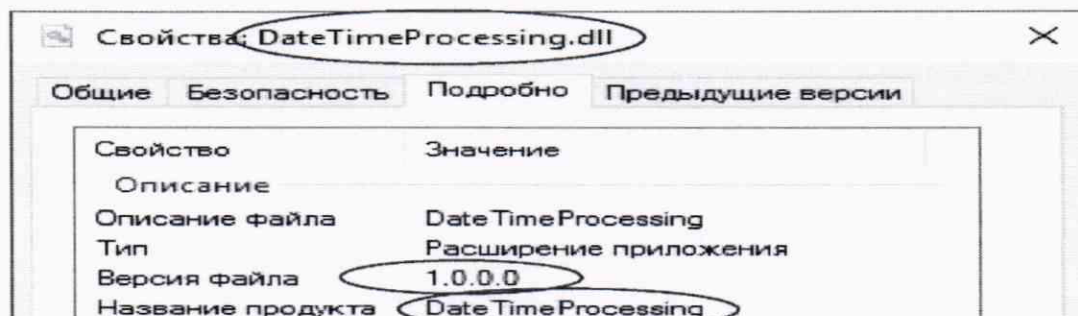 Свойства: DateTimeProcessing.dll
Общие Безопасность Подробно Предыдущие версии
Свойство Значение
Описание
Описание файла DateTimeProcessing
Тип Расширение приложения
Версия файла 1.0.0.0
Название продукта DateTimeProcessing